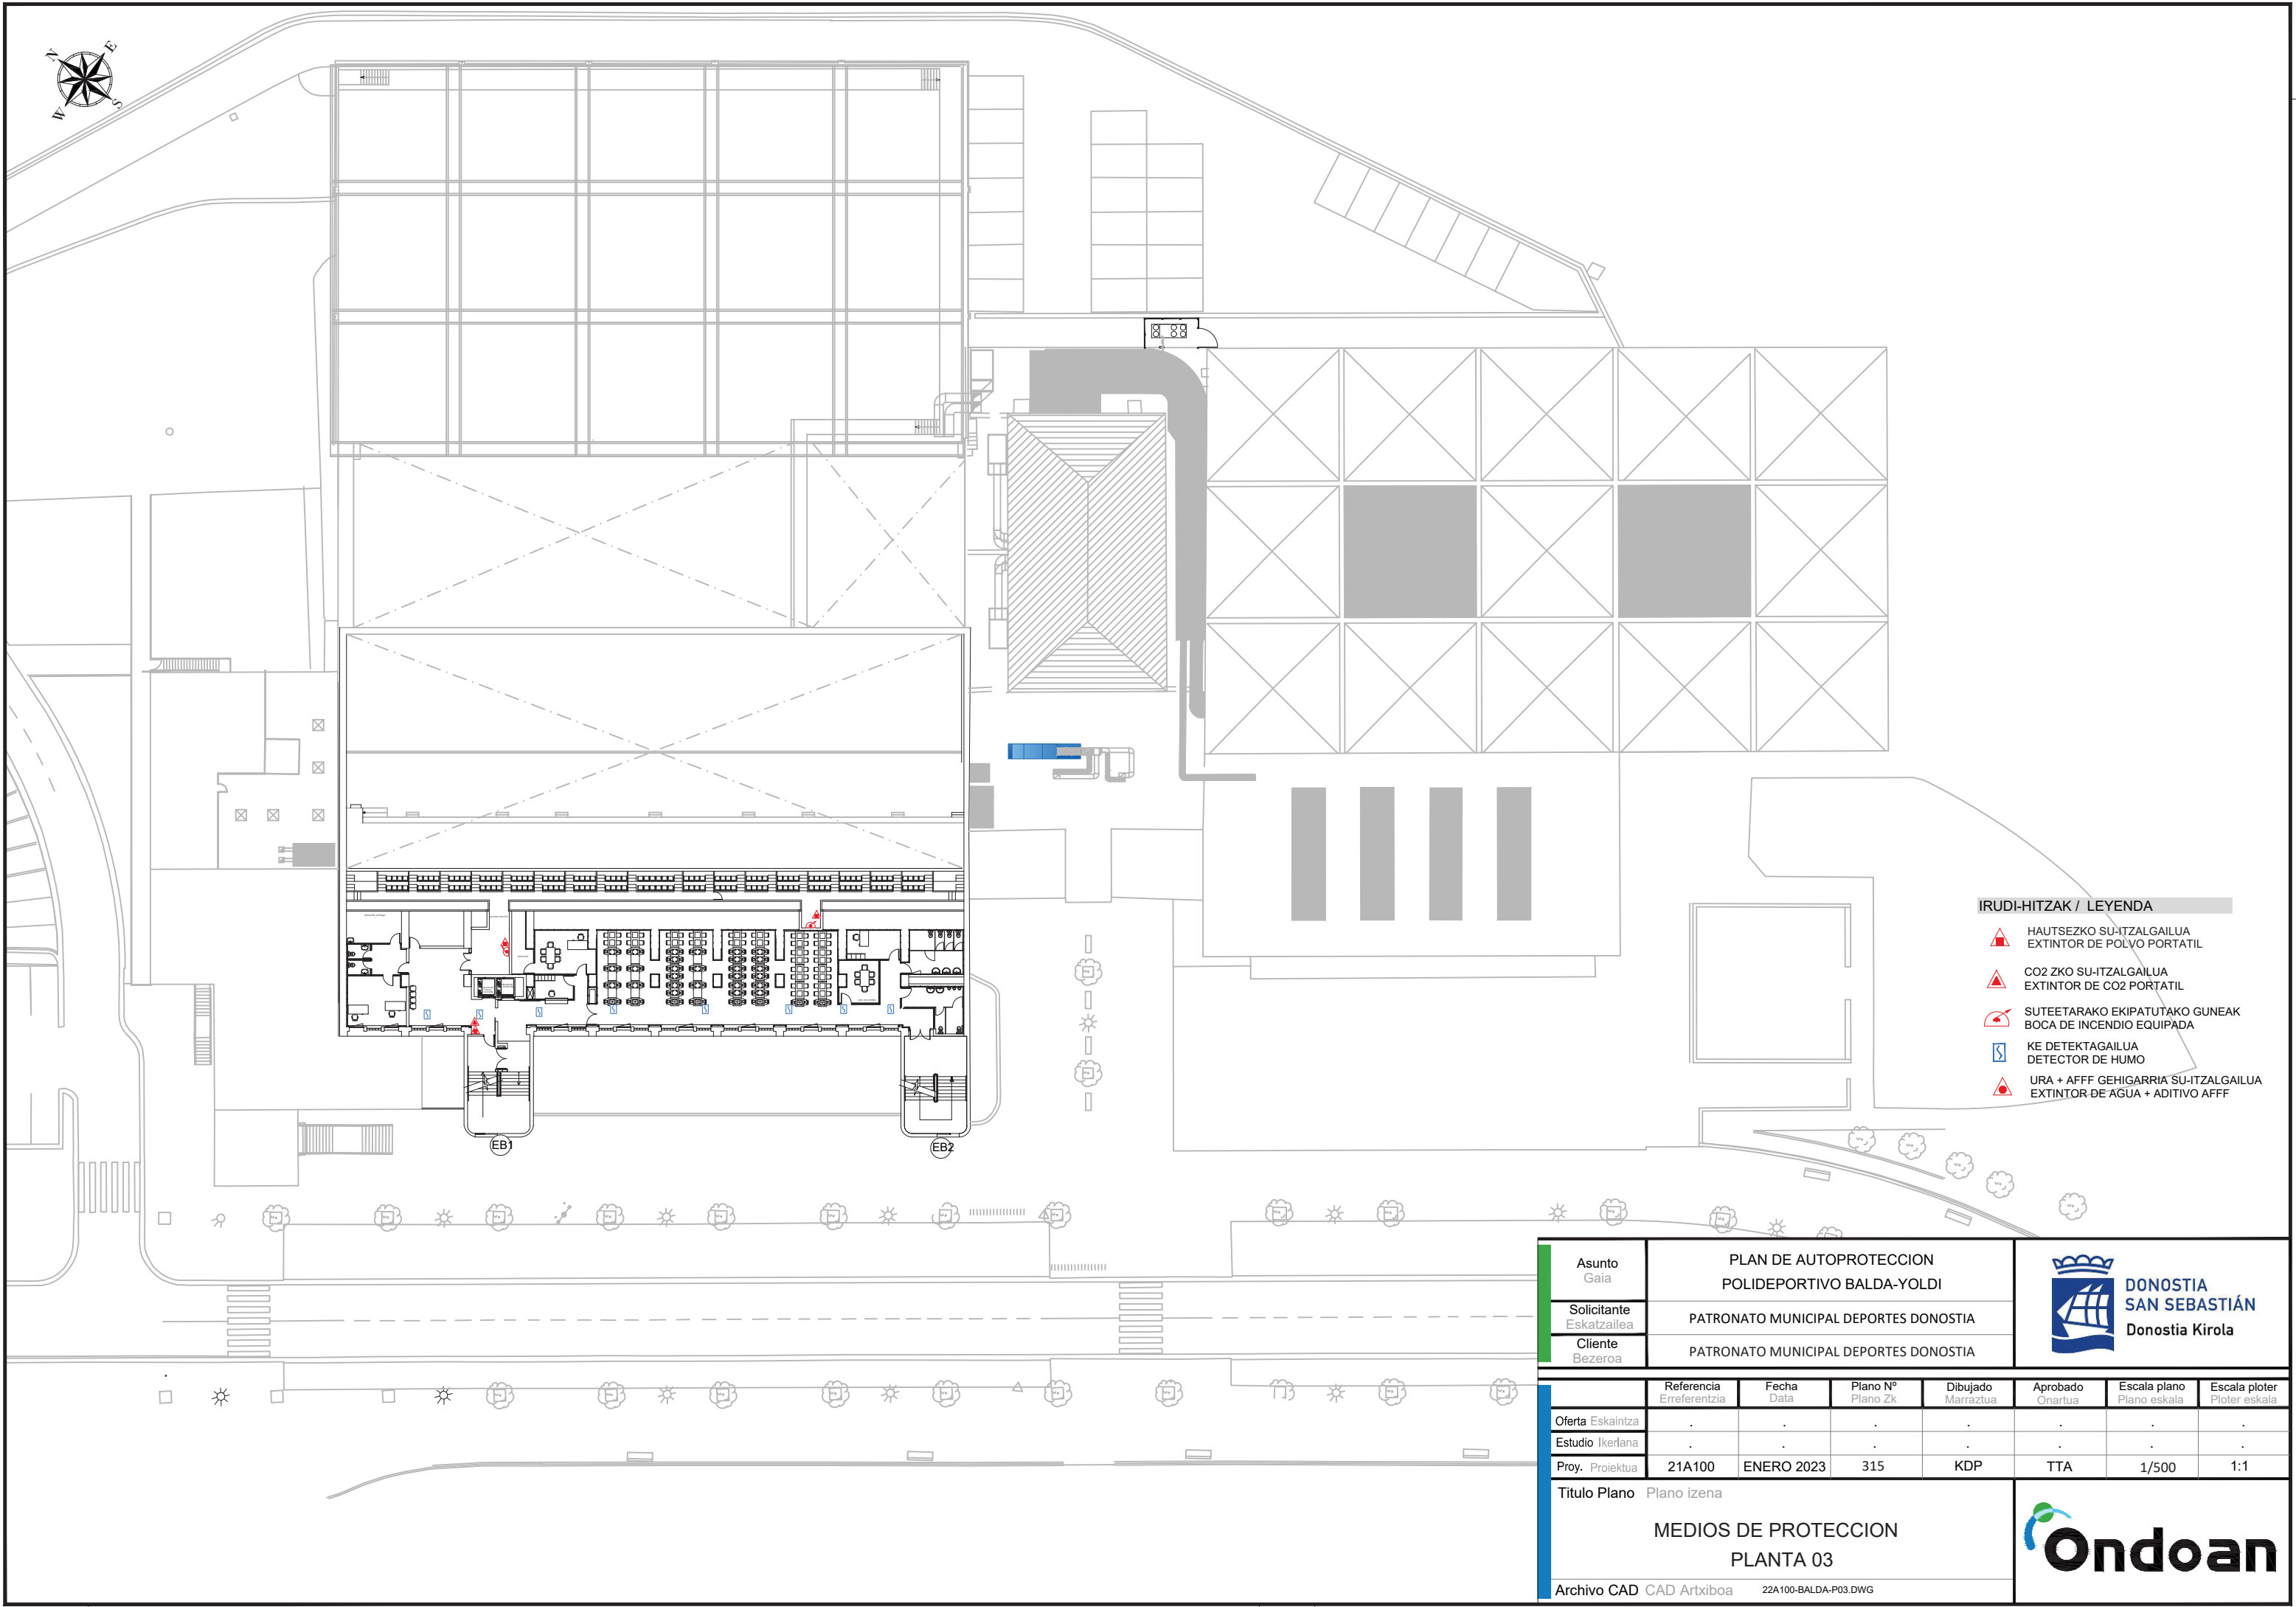 N
E
W
S
EB1
EB2
IRUDI-HITZAK / LEYENDA
HAUTSEZKO SU-ITZALGAILUA
EXTINTOR DE POLVO PORTATIL
CO2 ZKO SU-ITZALGAILUA
EXTINTOR DE CO2 PORTATIL
SUTEETARAKO EKIPATUTAKO GUNEAK
BOCA DE INCENDIO EQUIPADA
KE DETEKTAGAILUA
DETECTOR DE HUMO
URA + AFFF GEHIGARRIA SU-ITZALGAILUA
EXTINTOR DE AGUA + ADITIVO AFFF
Asunto
Gaia
PLAN DE AUTOPROTECCION
POLIDEPORTIVO BALDA-YOLDI
Solicitante
Eskatzailea
PATRONATO MUNICIPAL DEPORTES DONOSTIA
Cliente
Bezeroa
PATRONATO MUNICIPAL DEPORTES DONOSTIA
DONOSTIA
SAN SEBASTIÁN
Donostia Kirola
Referencia Fecha Plano Nº Dibujado Aprobado Escala plano Escala ploter
Erreferentzia Data Plano Zk Marraztua Onartua Plano eskala Ploter eskala
Oferta Eskaintza . . . . . . .
Estudio Ikerlana . . . . . . .
Proy. Proiektua 21A100 ENERO 2023 315 KDP TTA 1/500 1:1
Titulo Plano Plano izena
MEDIOS DE PROTECCION
PLANTA 03
Archivo CAD CAD Artxiboa 22A100-BALDA-P03.DWG
Ondoan